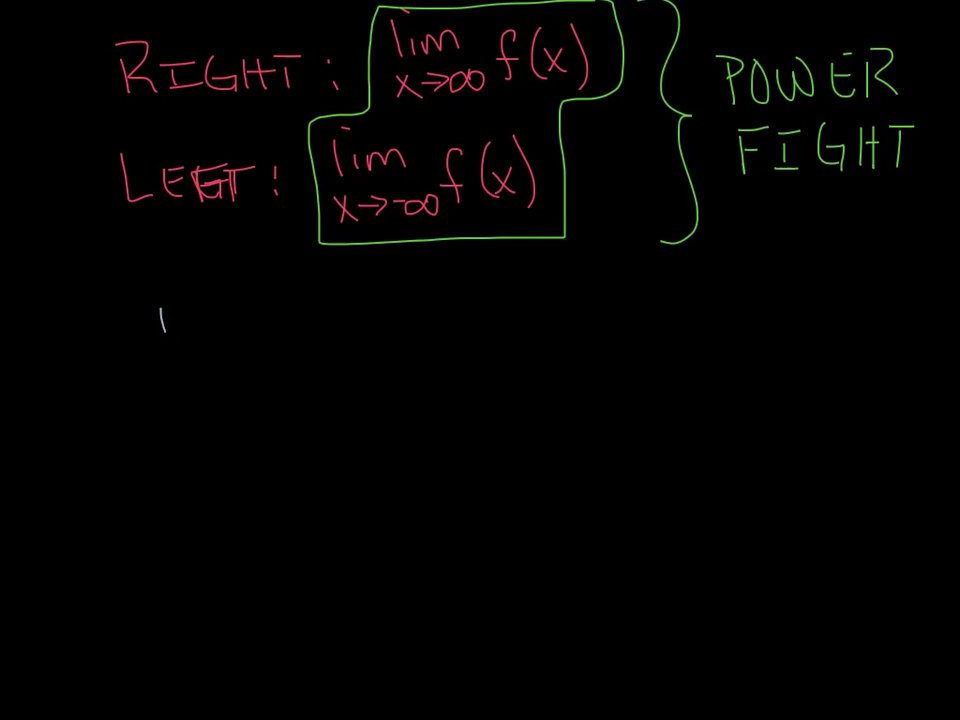 RIGHT : lim x→∞ f(x)
LEFT : lim x→-∞ f(x)
POWER
FIGHT